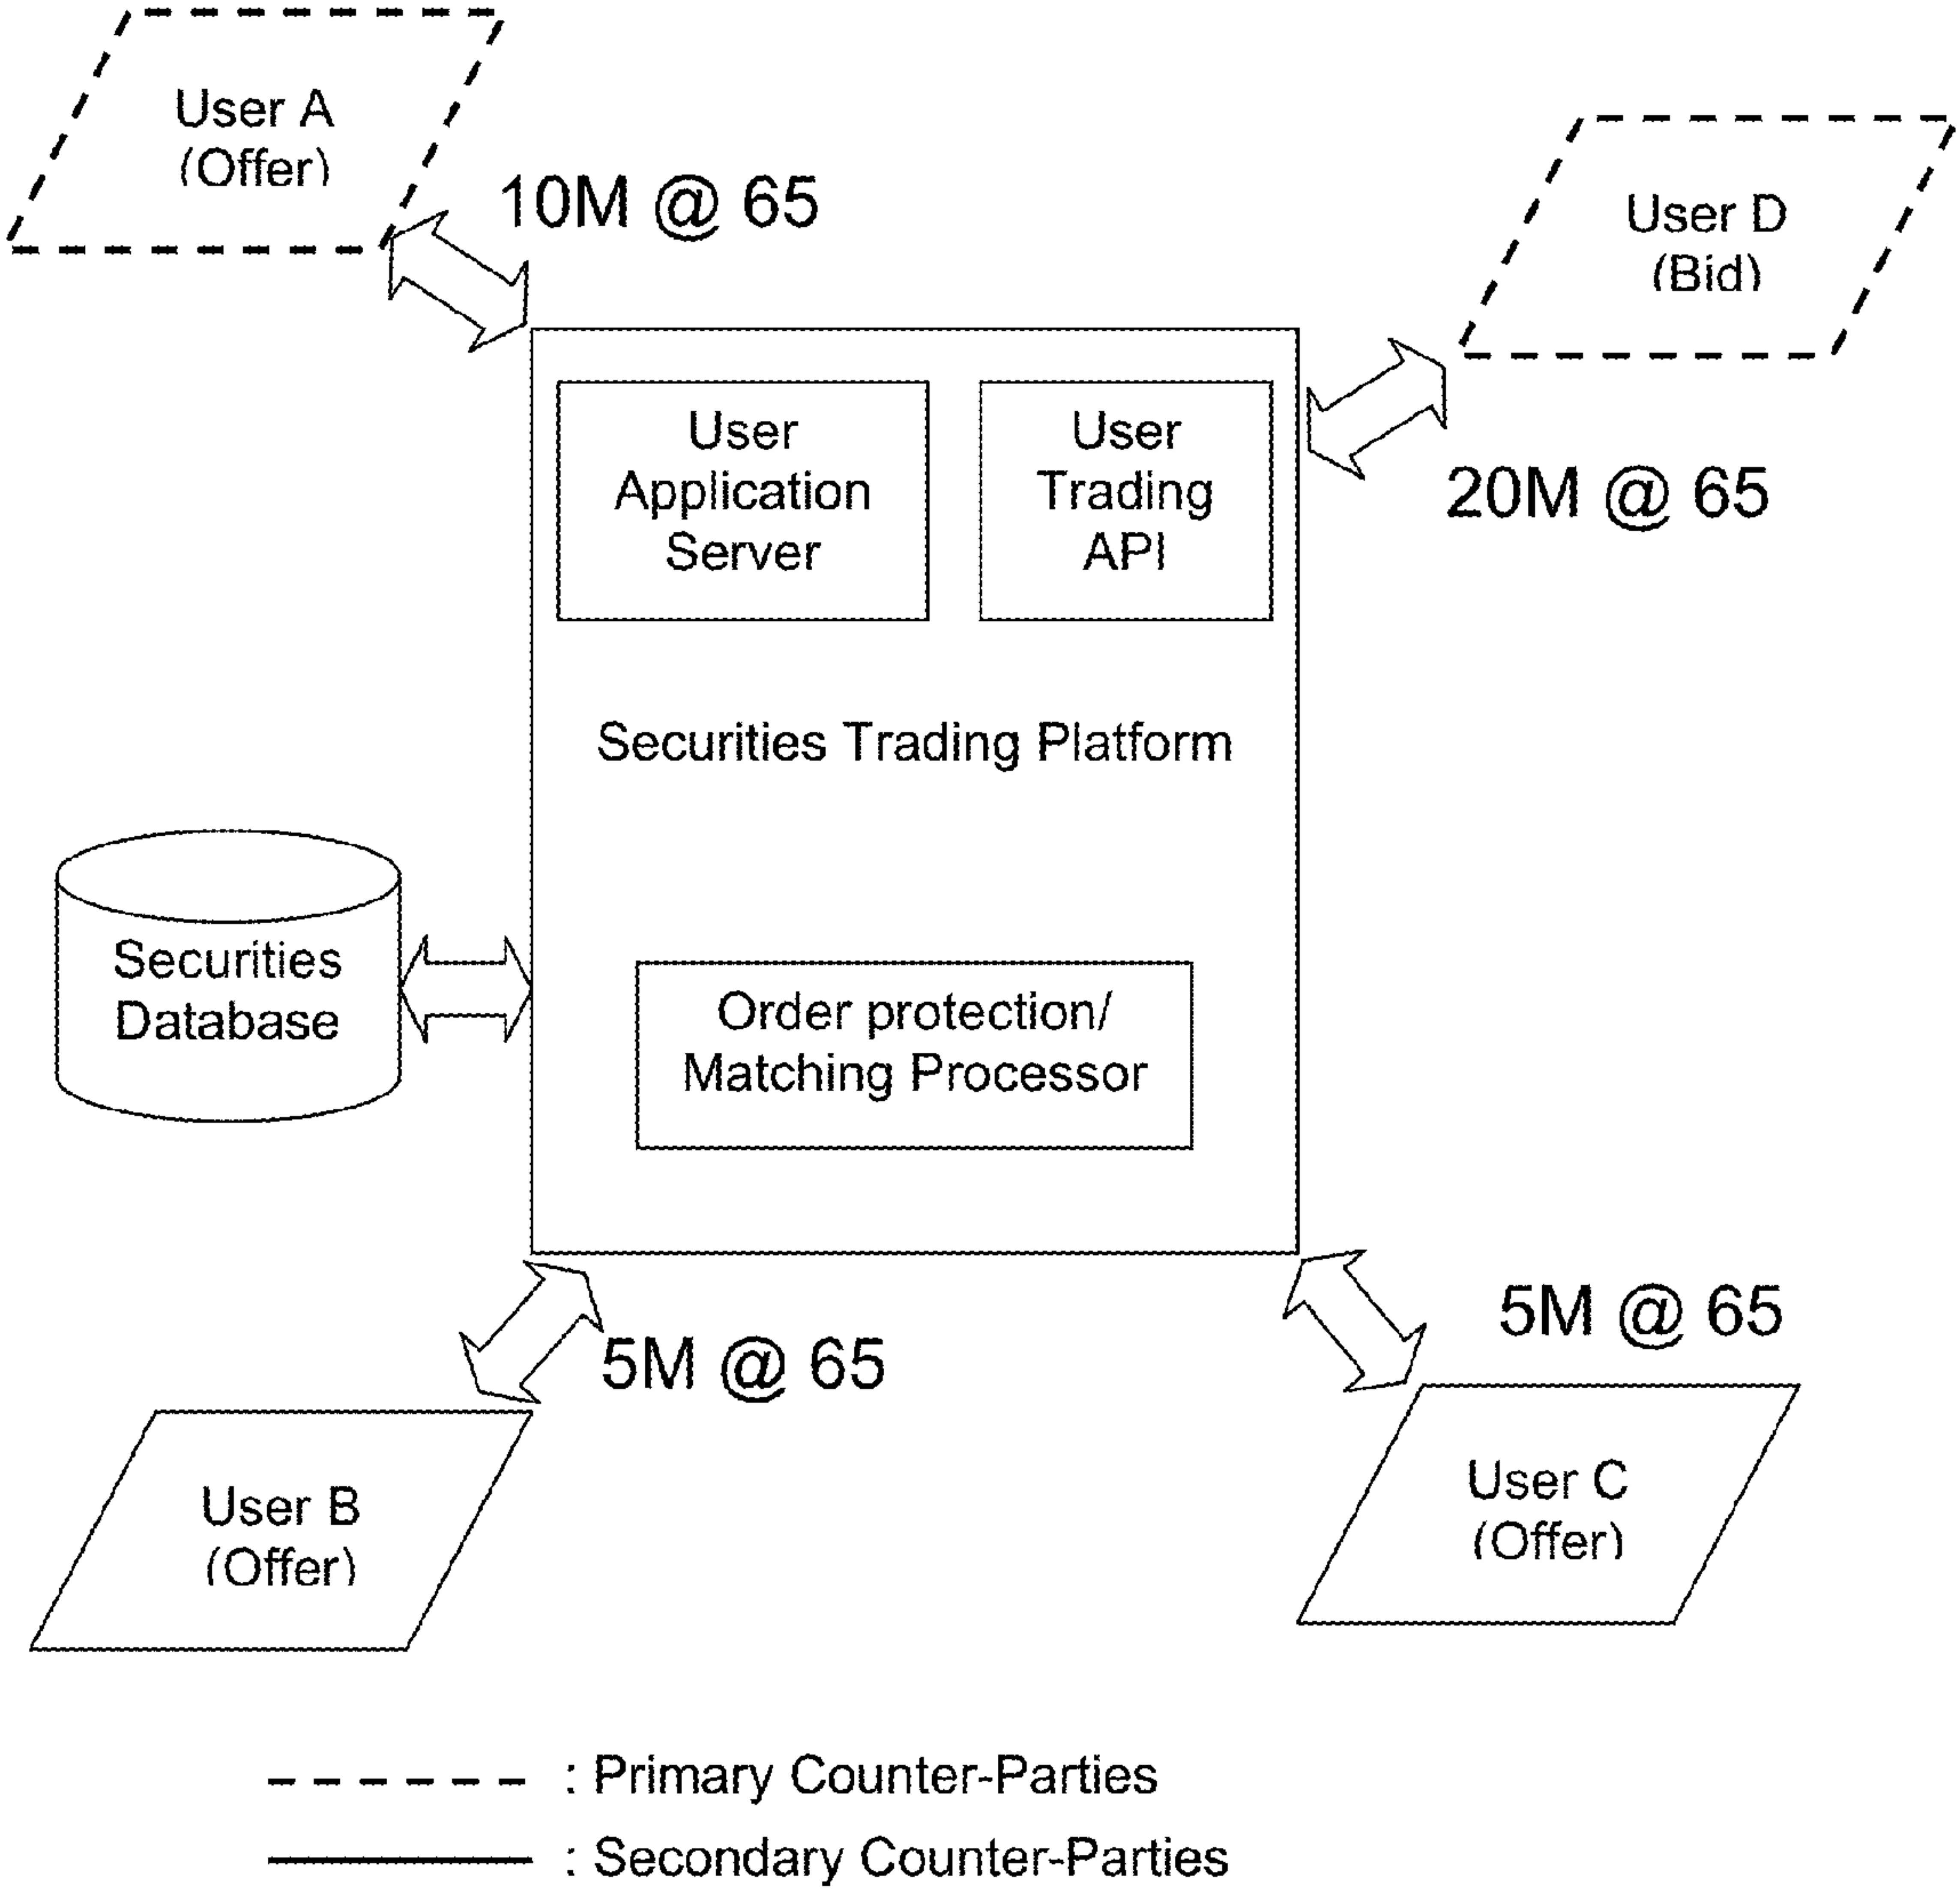 User A
(Offer)
10M @ 65
User D
(Bid)
20M @ 65
User
Application
Server
User
Trading
API
Securities Trading Platform
Securities
Database
Order protection/
Matching Processor
5M @ 65
5M @ 65
User B
(Offer)
User C
(Offer)
: Primary Counter-Parties
: Secondary Counter-Parties